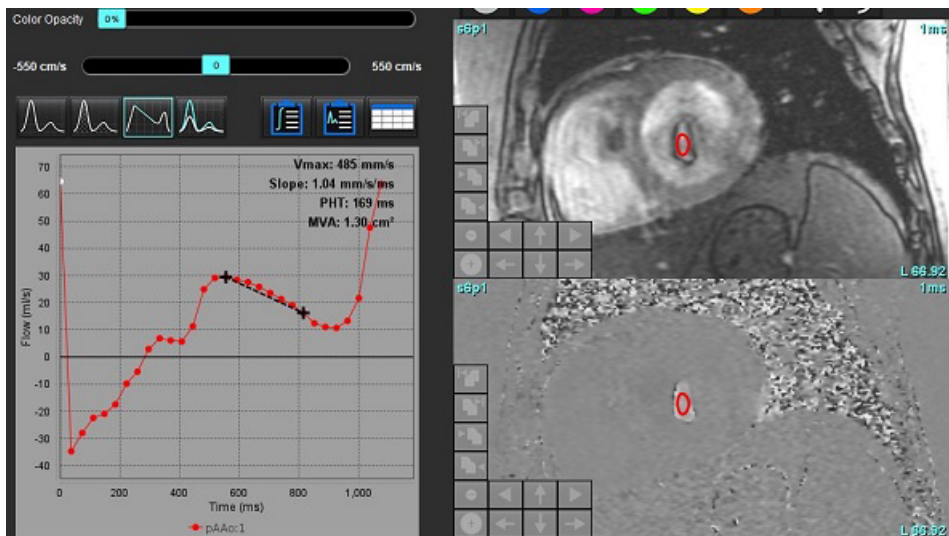 Color Opacity 0%
-550 cm/s 0 550 cm/s
Vmax: 485 mm/s
Slope: 1.04 mm/s/ms
PHT: 169 ms
MVA: 1.30 cm²
Flow (ml/s)
70
60
50
40
30
20
10
0
-10
-20
-30
-40
0 200 400 600 800 1,000
Time (ms)
pAAo:1
s6p1 1ms
L 66.92
s6p1 1ms
L 66.92